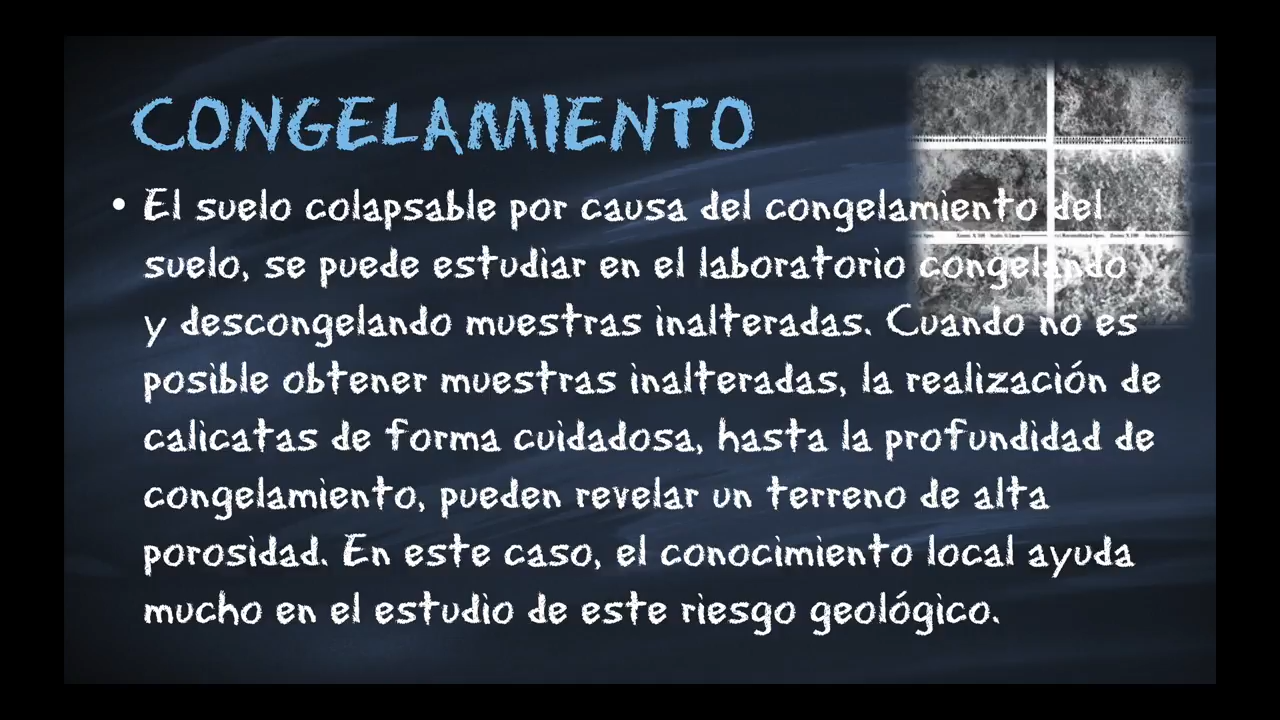 CONGELAMIENTO
• El suelo colapsable por causa del congelamiento del
suelo, se puede estudiar en el laboratorio congelando
y descongelando muestras inalteradas. Cuando no es
posible obtener muestras inalteradas, la realización de
calicatas de forma cuidadosa, hasta la profundidad de
congelamiento, pueden revelar un terreno de alta
porosidad. En este caso, el conocimiento local ayuda
mucho en el estudio de este riesgo geológico.